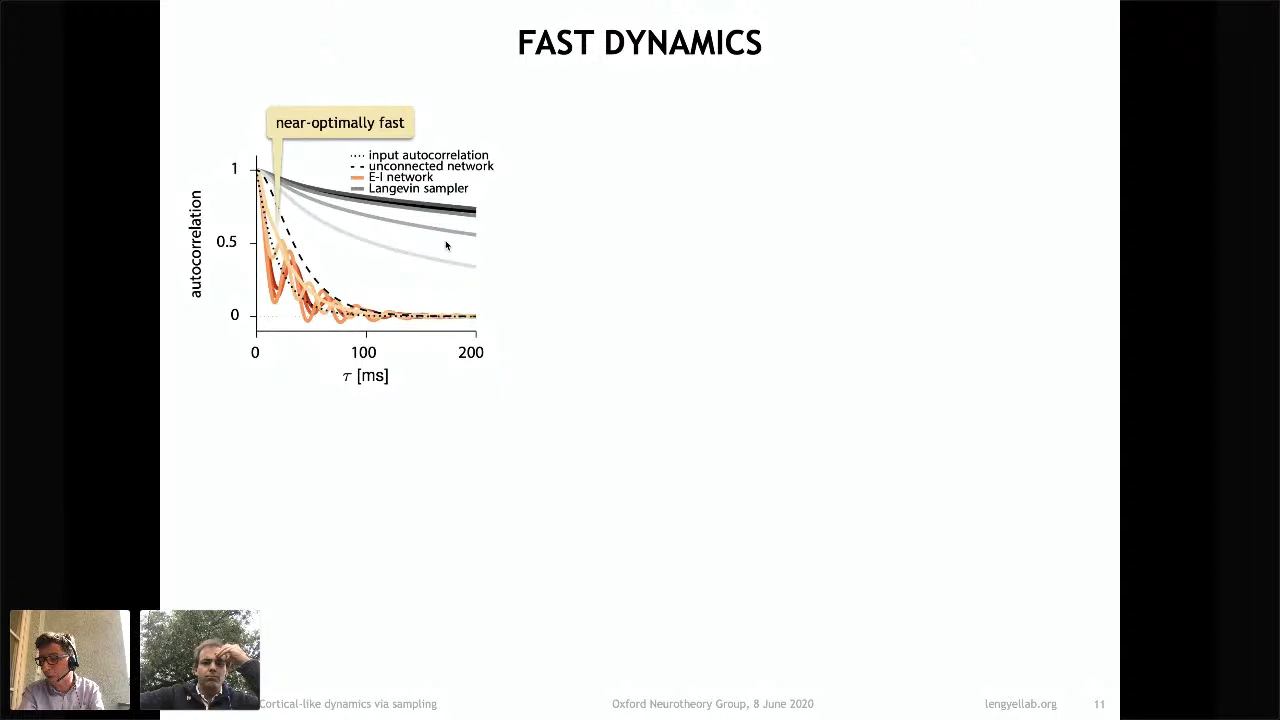 FAST DYNAMICS
near-optimally fast
input autocorrelation
unconnected network
E-I network
Langevin sampler
autocorrelation
1
0.5
0
0
100
200
τ [ms]
Cortical-like dynamics via sampling
Oxford Neurotheory Group, 8 June 2020
lengyellab.org
11